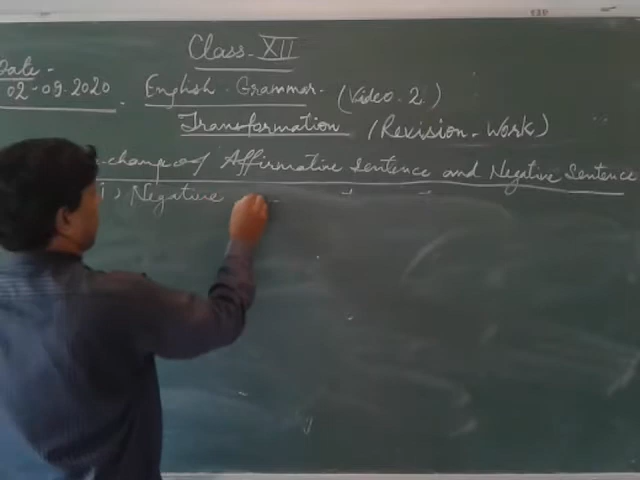 Class-XII
Date-
02-09.2020
English. Grammar. (Video. 2.)
Transformation (Revision-Work)
-change of Affirmative Sentence and Negative Sentence
i) Negative